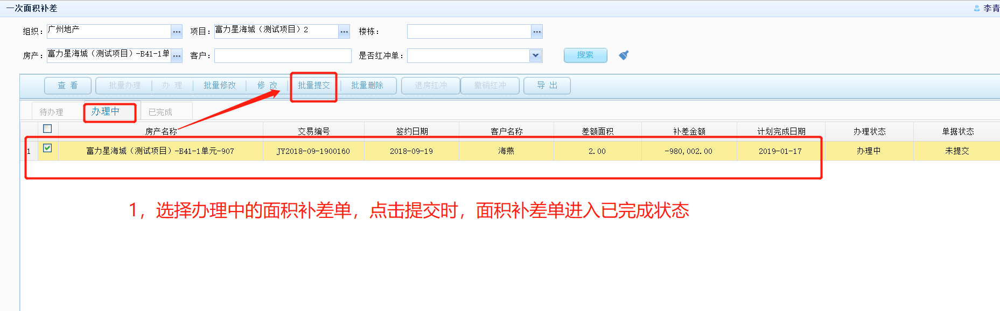 一次面积补差 李青
组织： 广州地产 ... 项目： 富力星海城（测试项目）2 ... 楼栋： ...
房产： 富力星海城（测试项目）-B41-1单 ... 客户： 是否红冲单： 搜索
查 看 批量办理 办 理 批量修改 修 改 批量提交 批量删除 退房红冲 撤销红冲 导 出
待办理 办理中 已完成
房产名称 交易编号 签约日期 客户名称 差额面积 补差金额 计划完成日期 办理状态 单据状态
1 富力星海城（测试项目）-B41-1单元-907 JY2018-09-1900160 2018-09-19 海燕 2.00 -980,002.00 2019-01-17 办理中 未提交
1，选择办理中的面积补差单，点击提交时，面积补差单进入已完成状态